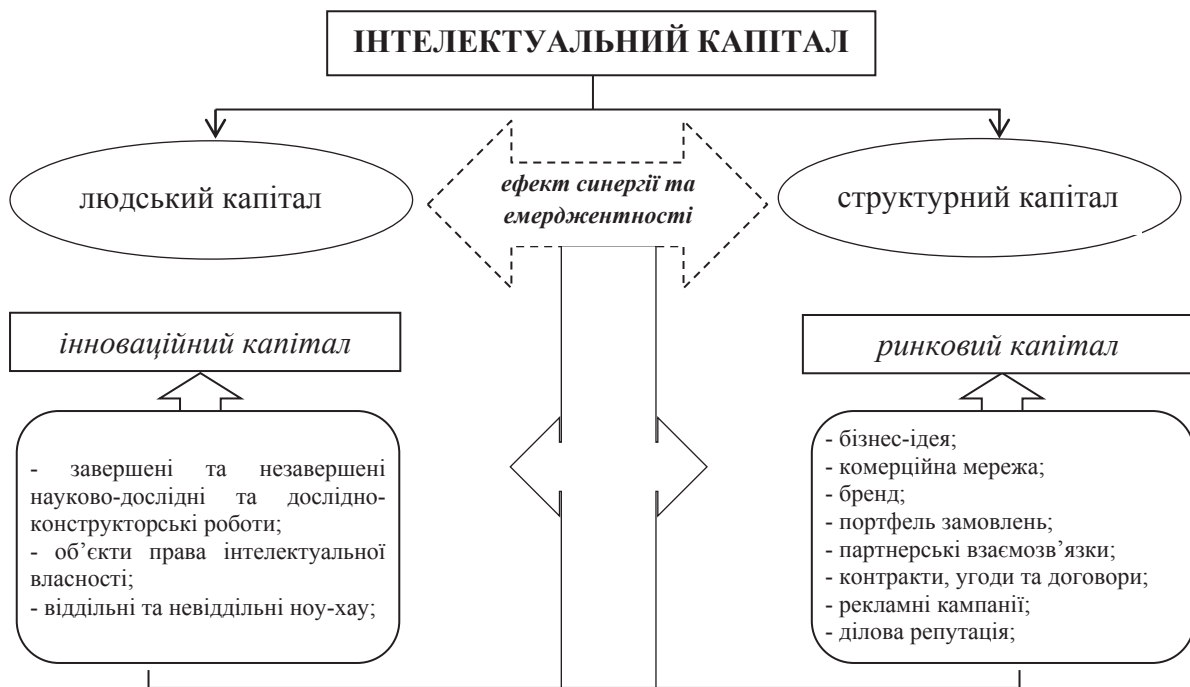 ІНТЕЛЕКТУАЛЬНИЙ КАПІТАЛ
людський капітал
ефект синергії та
емерджентності
структурний капітал
інноваційний капітал
ринковий капітал
- завершені та незавершені
науково-дослідні та дослідно-
конструкторські роботи;
- об’єкти права інтелектуальної
власності;
- віддільні та невіддільні ноу-хау;
- бізнес-ідея;
- комерційна мережа;
- бренд;
- портфель замовлень;
- партнерські взаємозв’язки;
- контракти, угоди та договори;
- рекламні кампанії;
- ділова репутація;